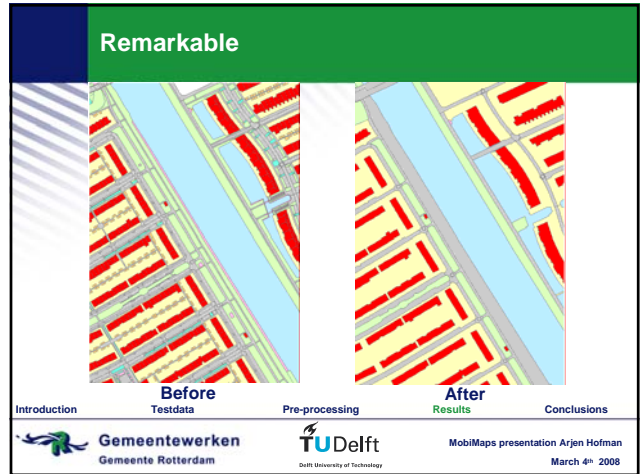 Remarkable
Before After
Introduction Testdata Pre-processing Results Conclusions
Gemeentewerken
Gemeente Rotterdam
TU Delft
Delft University of Technology
MobiMaps presentation Arjen Hofman
March 4th 2008